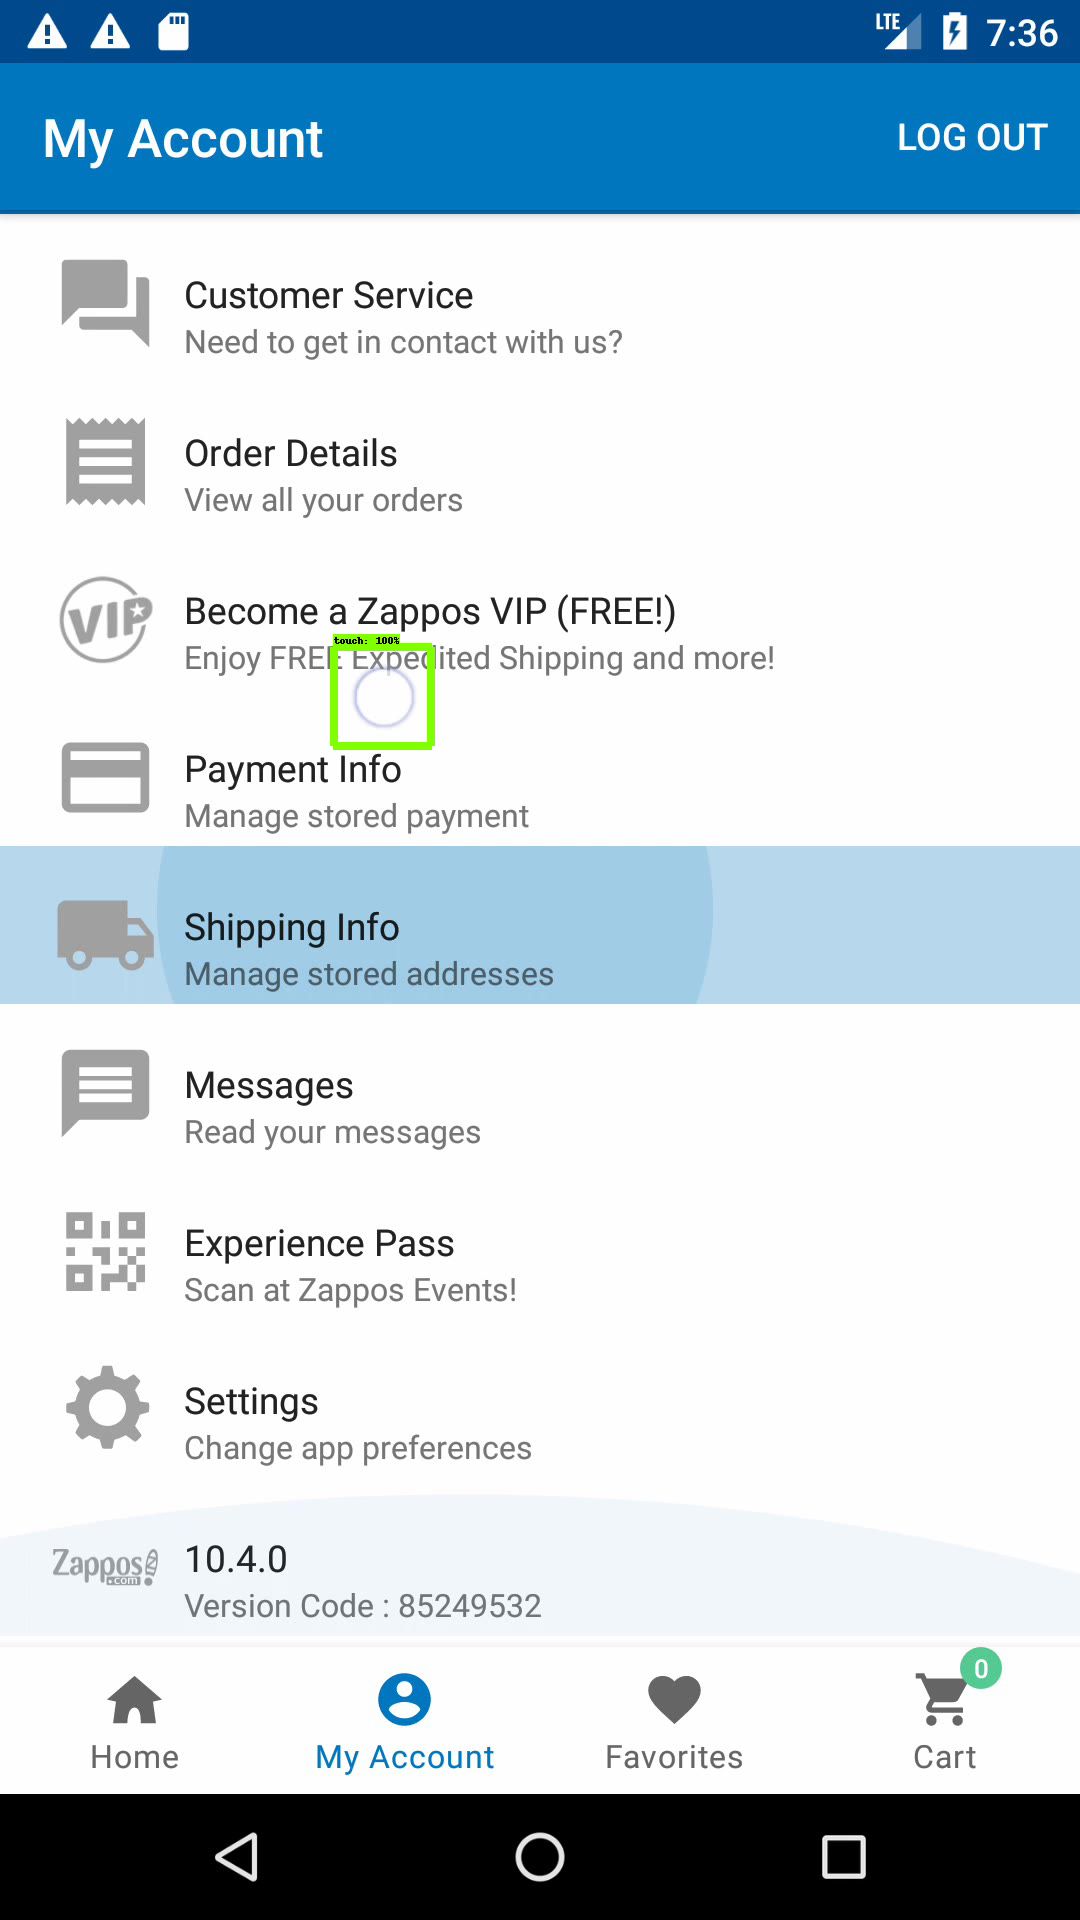 LTE 7:36
My Account LOG OUT
Customer Service
Need to get in contact with us?
Order Details
View all your orders
VIP
Become a Zappos VIP (FREE!)
touch: 100%
Enjoy FREE Expedited Shipping and more!
Payment Info
Manage stored payment
Shipping Info
Manage stored addresses
Messages
Read your messages
Experience Pass
Scan at Zappos Events!
Settings
Change app preferences
Zappos .com
10.4.0
Version Code : 85249532
0
Home My Account Favorites Cart